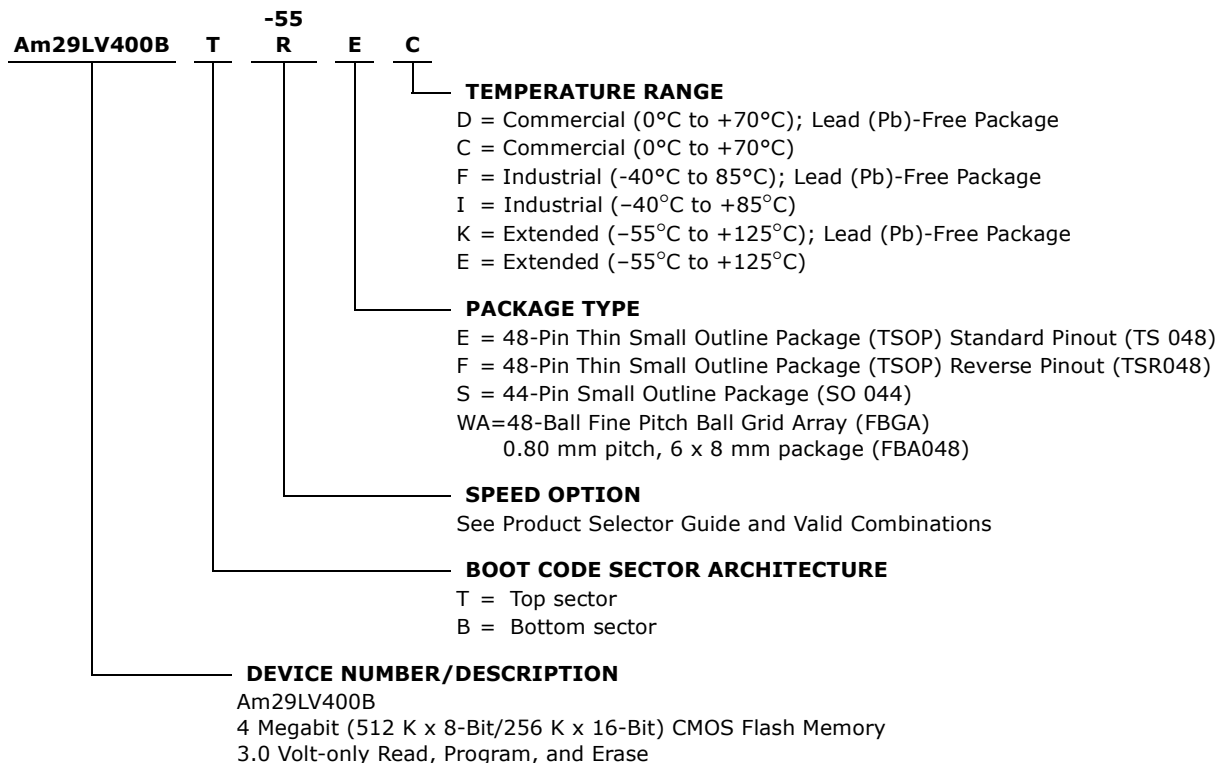 -55
Am29LV400B T R E C
TEMPERATURE RANGE
D = Commercial (0°C to +70°C); Lead (Pb)-Free Package
C = Commercial (0°C to +70°C)
F = Industrial (-40°C to 85°C); Lead (Pb)-Free Package
I = Industrial (–40°C to +85°C)
K = Extended (–55°C to +125°C); Lead (Pb)-Free Package
E = Extended (–55°C to +125°C)
PACKAGE TYPE
E = 48-Pin Thin Small Outline Package (TSOP) Standard Pinout (TS 048)
F = 48-Pin Thin Small Outline Package (TSOP) Reverse Pinout (TSR048)
S = 44-Pin Small Outline Package (SO 044)
WA=48-Ball Fine Pitch Ball Grid Array (FBGA)
0.80 mm pitch, 6 x 8 mm package (FBA048)
SPEED OPTION
See Product Selector Guide and Valid Combinations
BOOT CODE SECTOR ARCHITECTURE
T = Top sector
B = Bottom sector
DEVICE NUMBER/DESCRIPTION
Am29LV400B
4 Megabit (512 K x 8-Bit/256 K x 16-Bit) CMOS Flash Memory
3.0 Volt-only Read, Program, and Erase